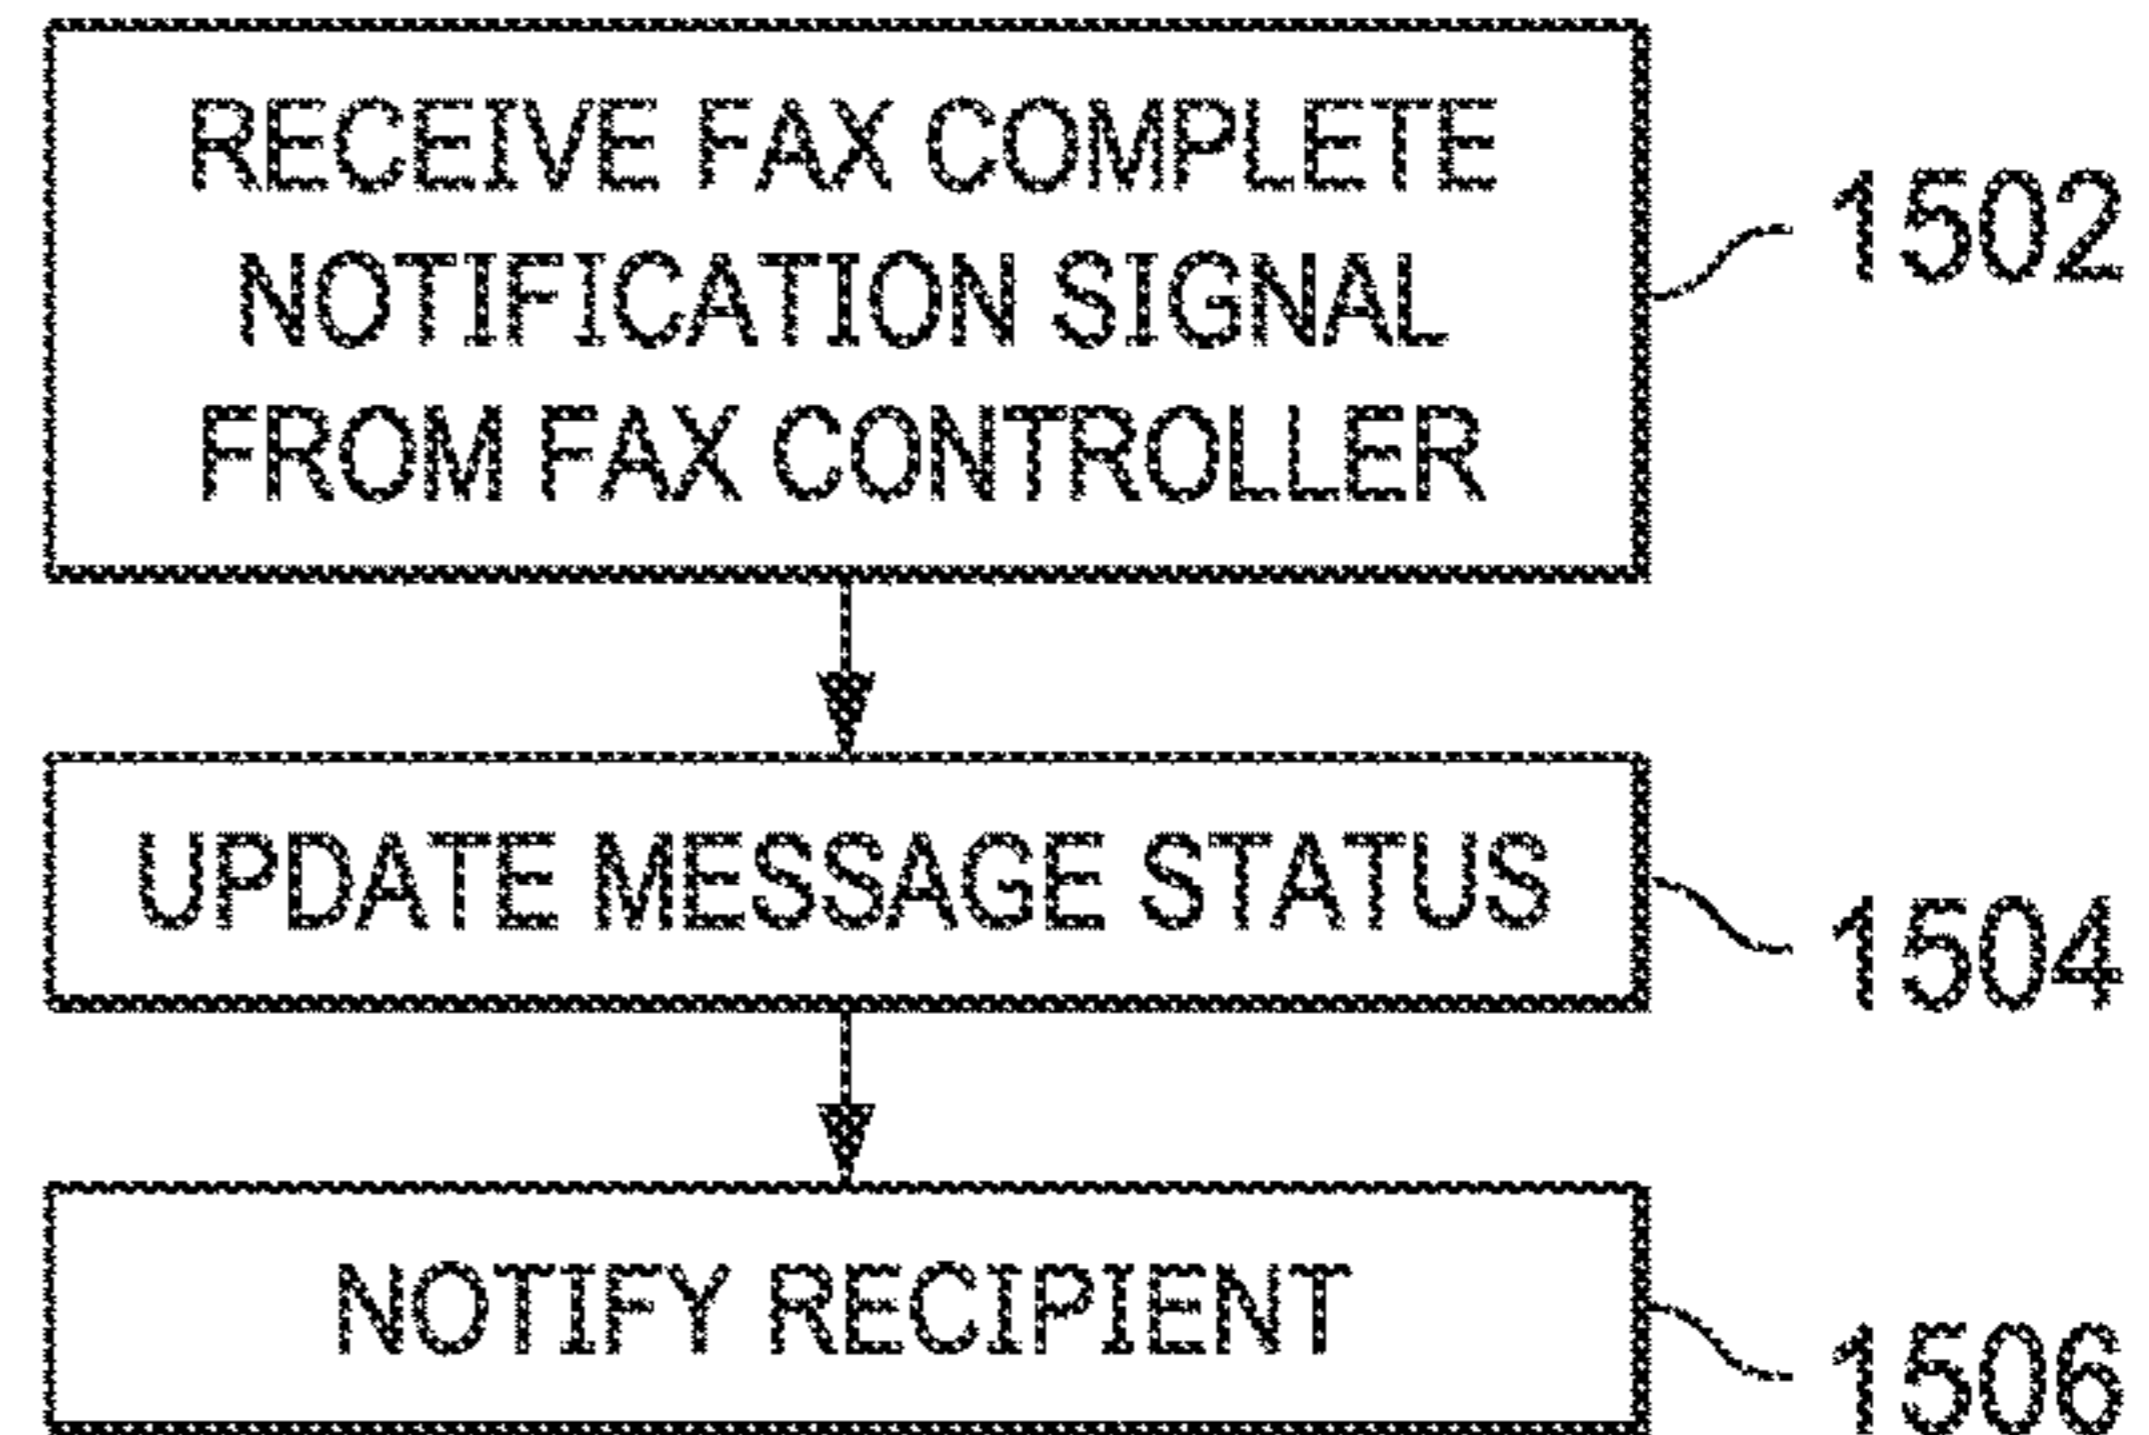 RECEIVE FAX COMPLETE
NOTIFICATION SIGNAL
FROM FAX CONTROLLER
1502
UPDATE MESSAGE STATUS
1504
NOTIFY RECIPIENT
1506